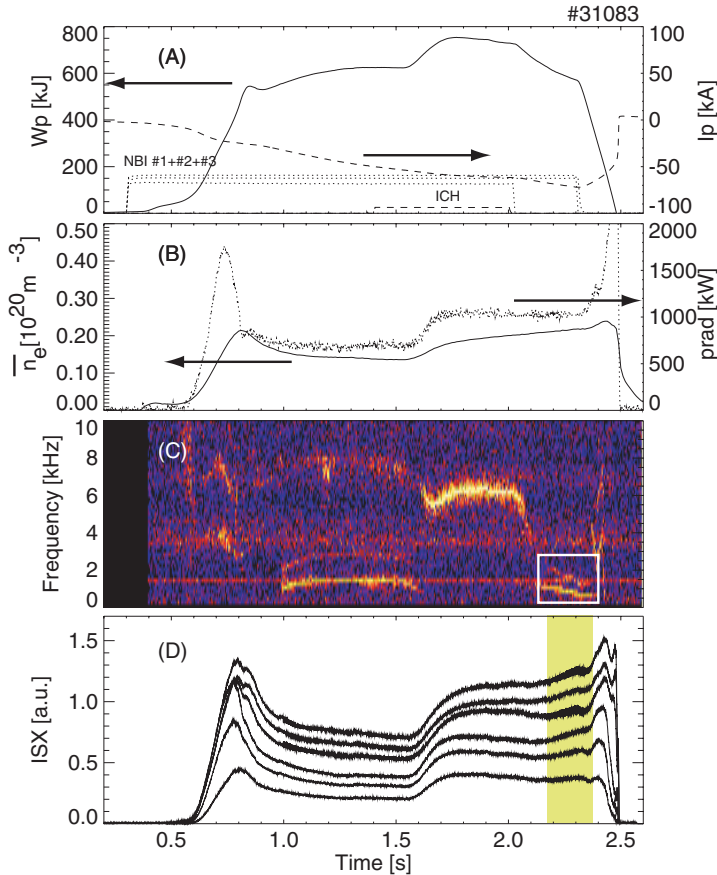 #31083
(A)
Wp [kJ]
800
600
400
200
0
100
50
0
-50
-100
Ip [kA]
NBI #1+#2+#3
ICH
(B)
n̅e[10²⁰m⁻³]
0.50
0.40
0.30
0.20
0.10
0.00
2000
1500
1000
500
0
prad [kW]
(C)
Frequency [kHz]
10
8
6
4
2
0
(D)
ISX [a.u.]
1.5
1.0
0.5
0.0
0.5 1.0 1.5 2.0 2.5
Time [s]